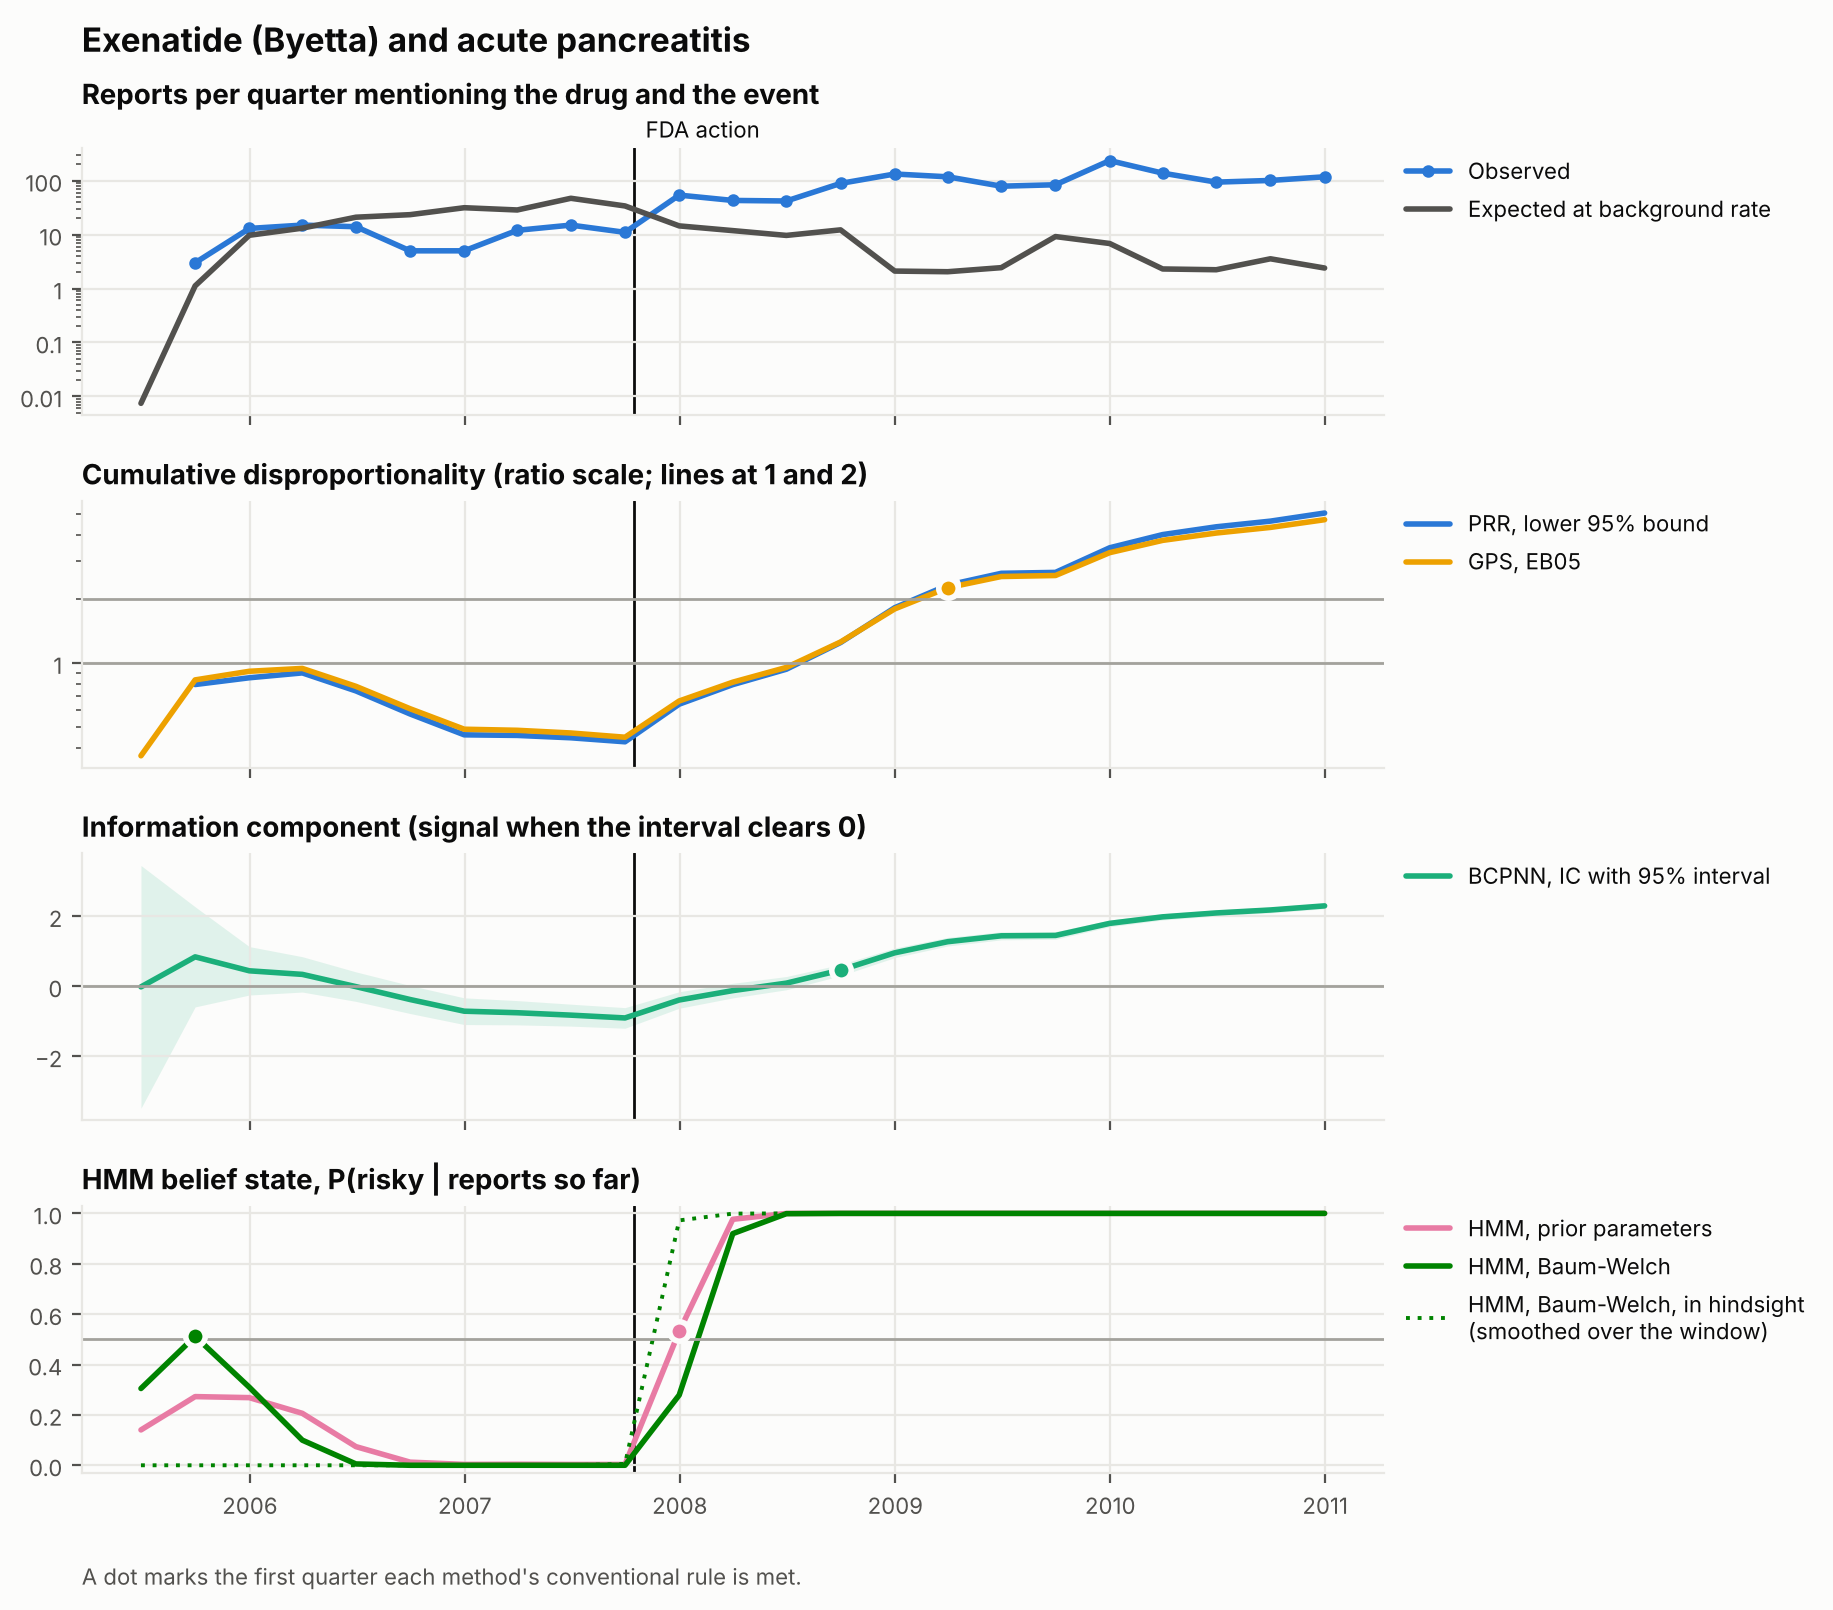 Exenatide (Byetta) and acute pancreatitis
Reports per quarter mentioning the drug and the event
FDA action
100
10
1
0.1
0.01
Observed
Expected at background rate
Cumulative disproportionality (ratio scale; lines at 1 and 2)
1
PRR, lower 95% bound
GPS, EB05
Information component (signal when the interval clears 0)
2
0
−2
BCPNN, IC with 95% interval
HMM belief state, P(risky | reports so far)
1.0
0.8
0.6
0.4
0.2
0.0
HMM, prior parameters
HMM, Baum-Welch
HMM, Baum-Welch, in hindsight
(smoothed over the window)
2006 2007 2008 2009 2010 2011
A dot marks the first quarter each method's conventional rule is met.